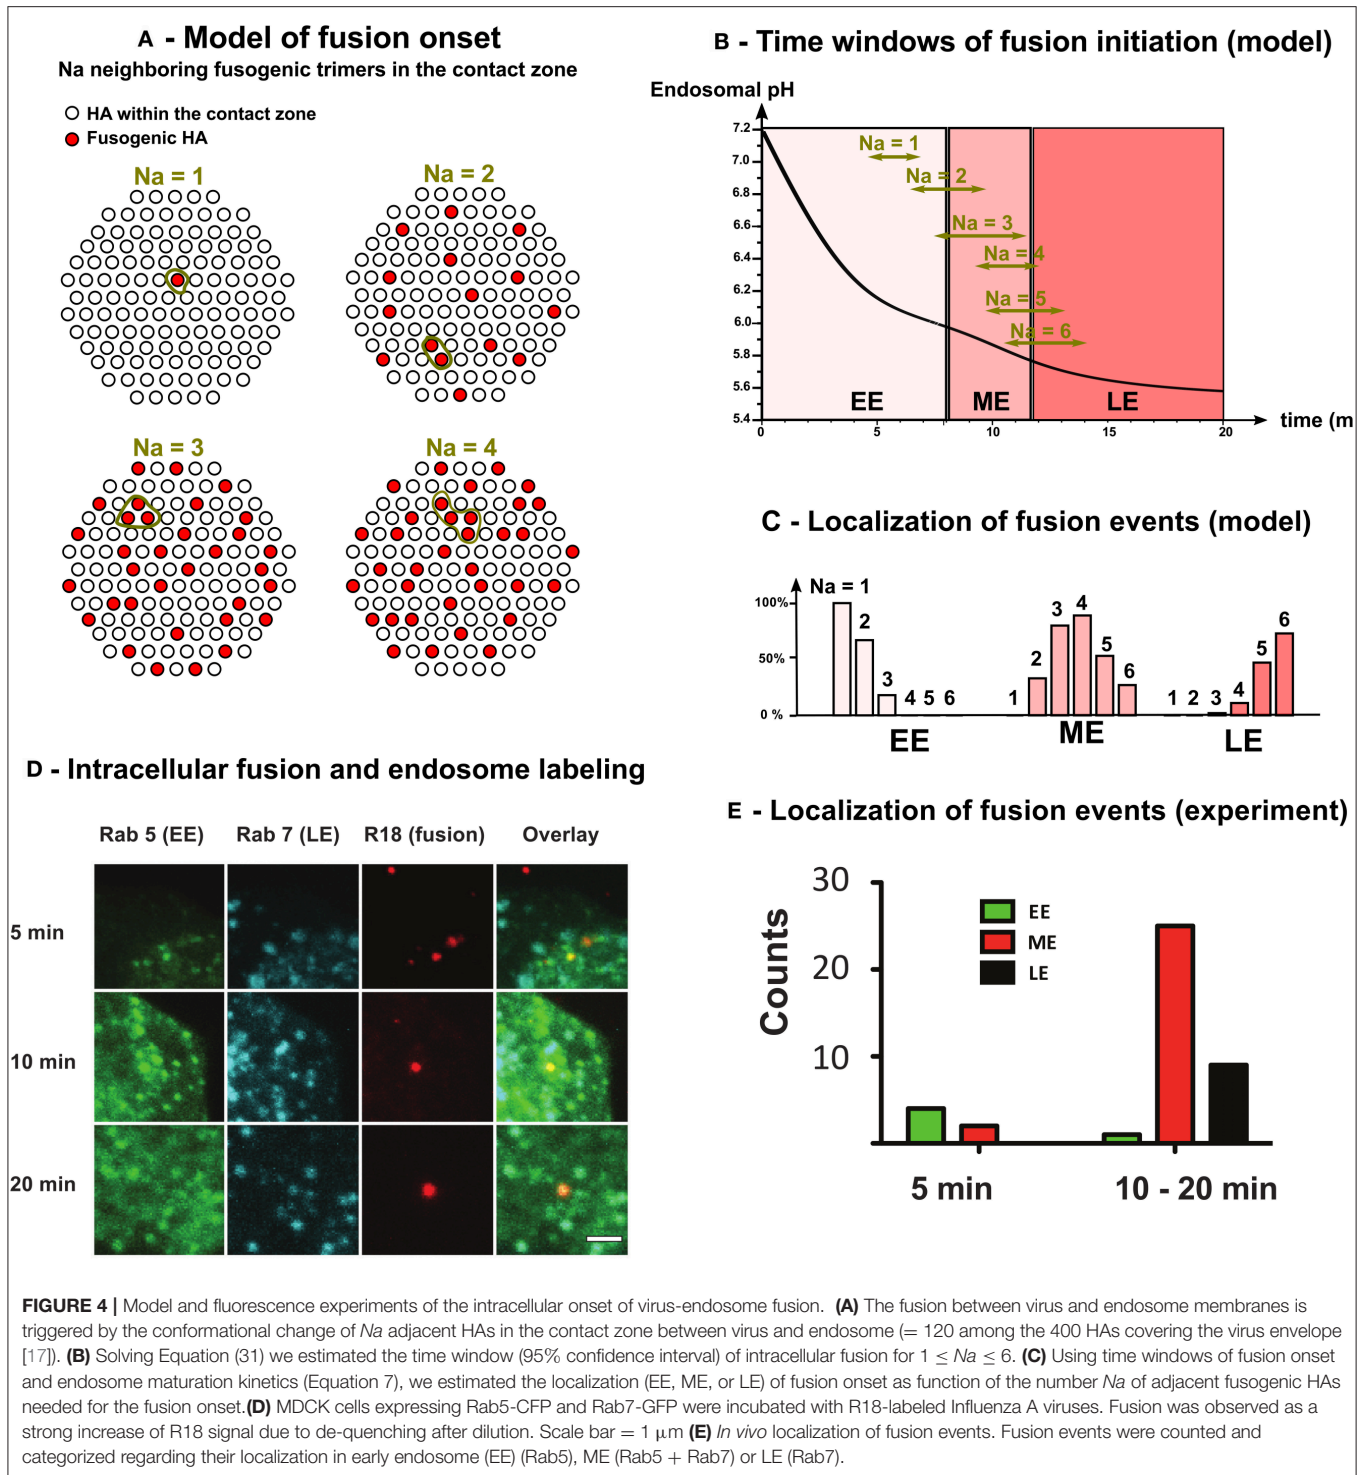 A - Model of fusion onset
Na neighboring fusogenic trimers in the contact zone
HA within the contact zone
Fusogenic HA
Na = 1
Na = 2
Na = 3
Na = 4
B - Time windows of fusion initiation (model)
Endosomal pH
7.2
7.0
6.8
6.6
6.4
6.2
6.0
5.8
5.6
5.4
Na = 1
Na = 2
Na = 3
Na = 4
Na = 5
Na = 6
EE ME LE
0 5 10 15 20
time (m
C - Localization of fusion events (model)
100%
50%
0 %
Na = 1
2
3
4 5 6
1
2
3
4
5
6
1 2 3
4
5
6
EE ME LE
D - Intracellular fusion and endosome labeling
Rab 5 (EE) Rab 7 (LE) R18 (fusion) Overlay
5 min
10 min
20 min
E - Localization of fusion events (experiment)
Counts
30
20
10
EE
ME
LE
5 min 10 - 20 min
FIGURE 4 | Model and fluorescence experiments of the intracellular onset of virus-endosome fusion. (A) The fusion between virus and endosome membranes is
triggered by the conformational change of Na adjacent HAs in the contact zone between virus and endosome (= 120 among the 400 HAs covering the virus envelope
[17]). (B) Solving Equation (31) we estimated the time window (95% confidence interval) of intracellular fusion for 1 ≤ Na ≤ 6. (C) Using time windows of fusion onset
and endosome maturation kinetics (Equation 7), we estimated the localization (EE, ME, or LE) of fusion onset as function of the number Na of adjacent fusogenic HAs
needed for the fusion onset.(D) MDCK cells expressing Rab5-CFP and Rab7-GFP were incubated with R18-labeled Influenza A viruses. Fusion was observed as a
strong increase of R18 signal due to de-quenching after dilution. Scale bar = 1 μm (E) In vivo localization of fusion events. Fusion events were counted and
categorized regarding their localization in early endosome (EE) (Rab5), ME (Rab5 + Rab7) or LE (Rab7).